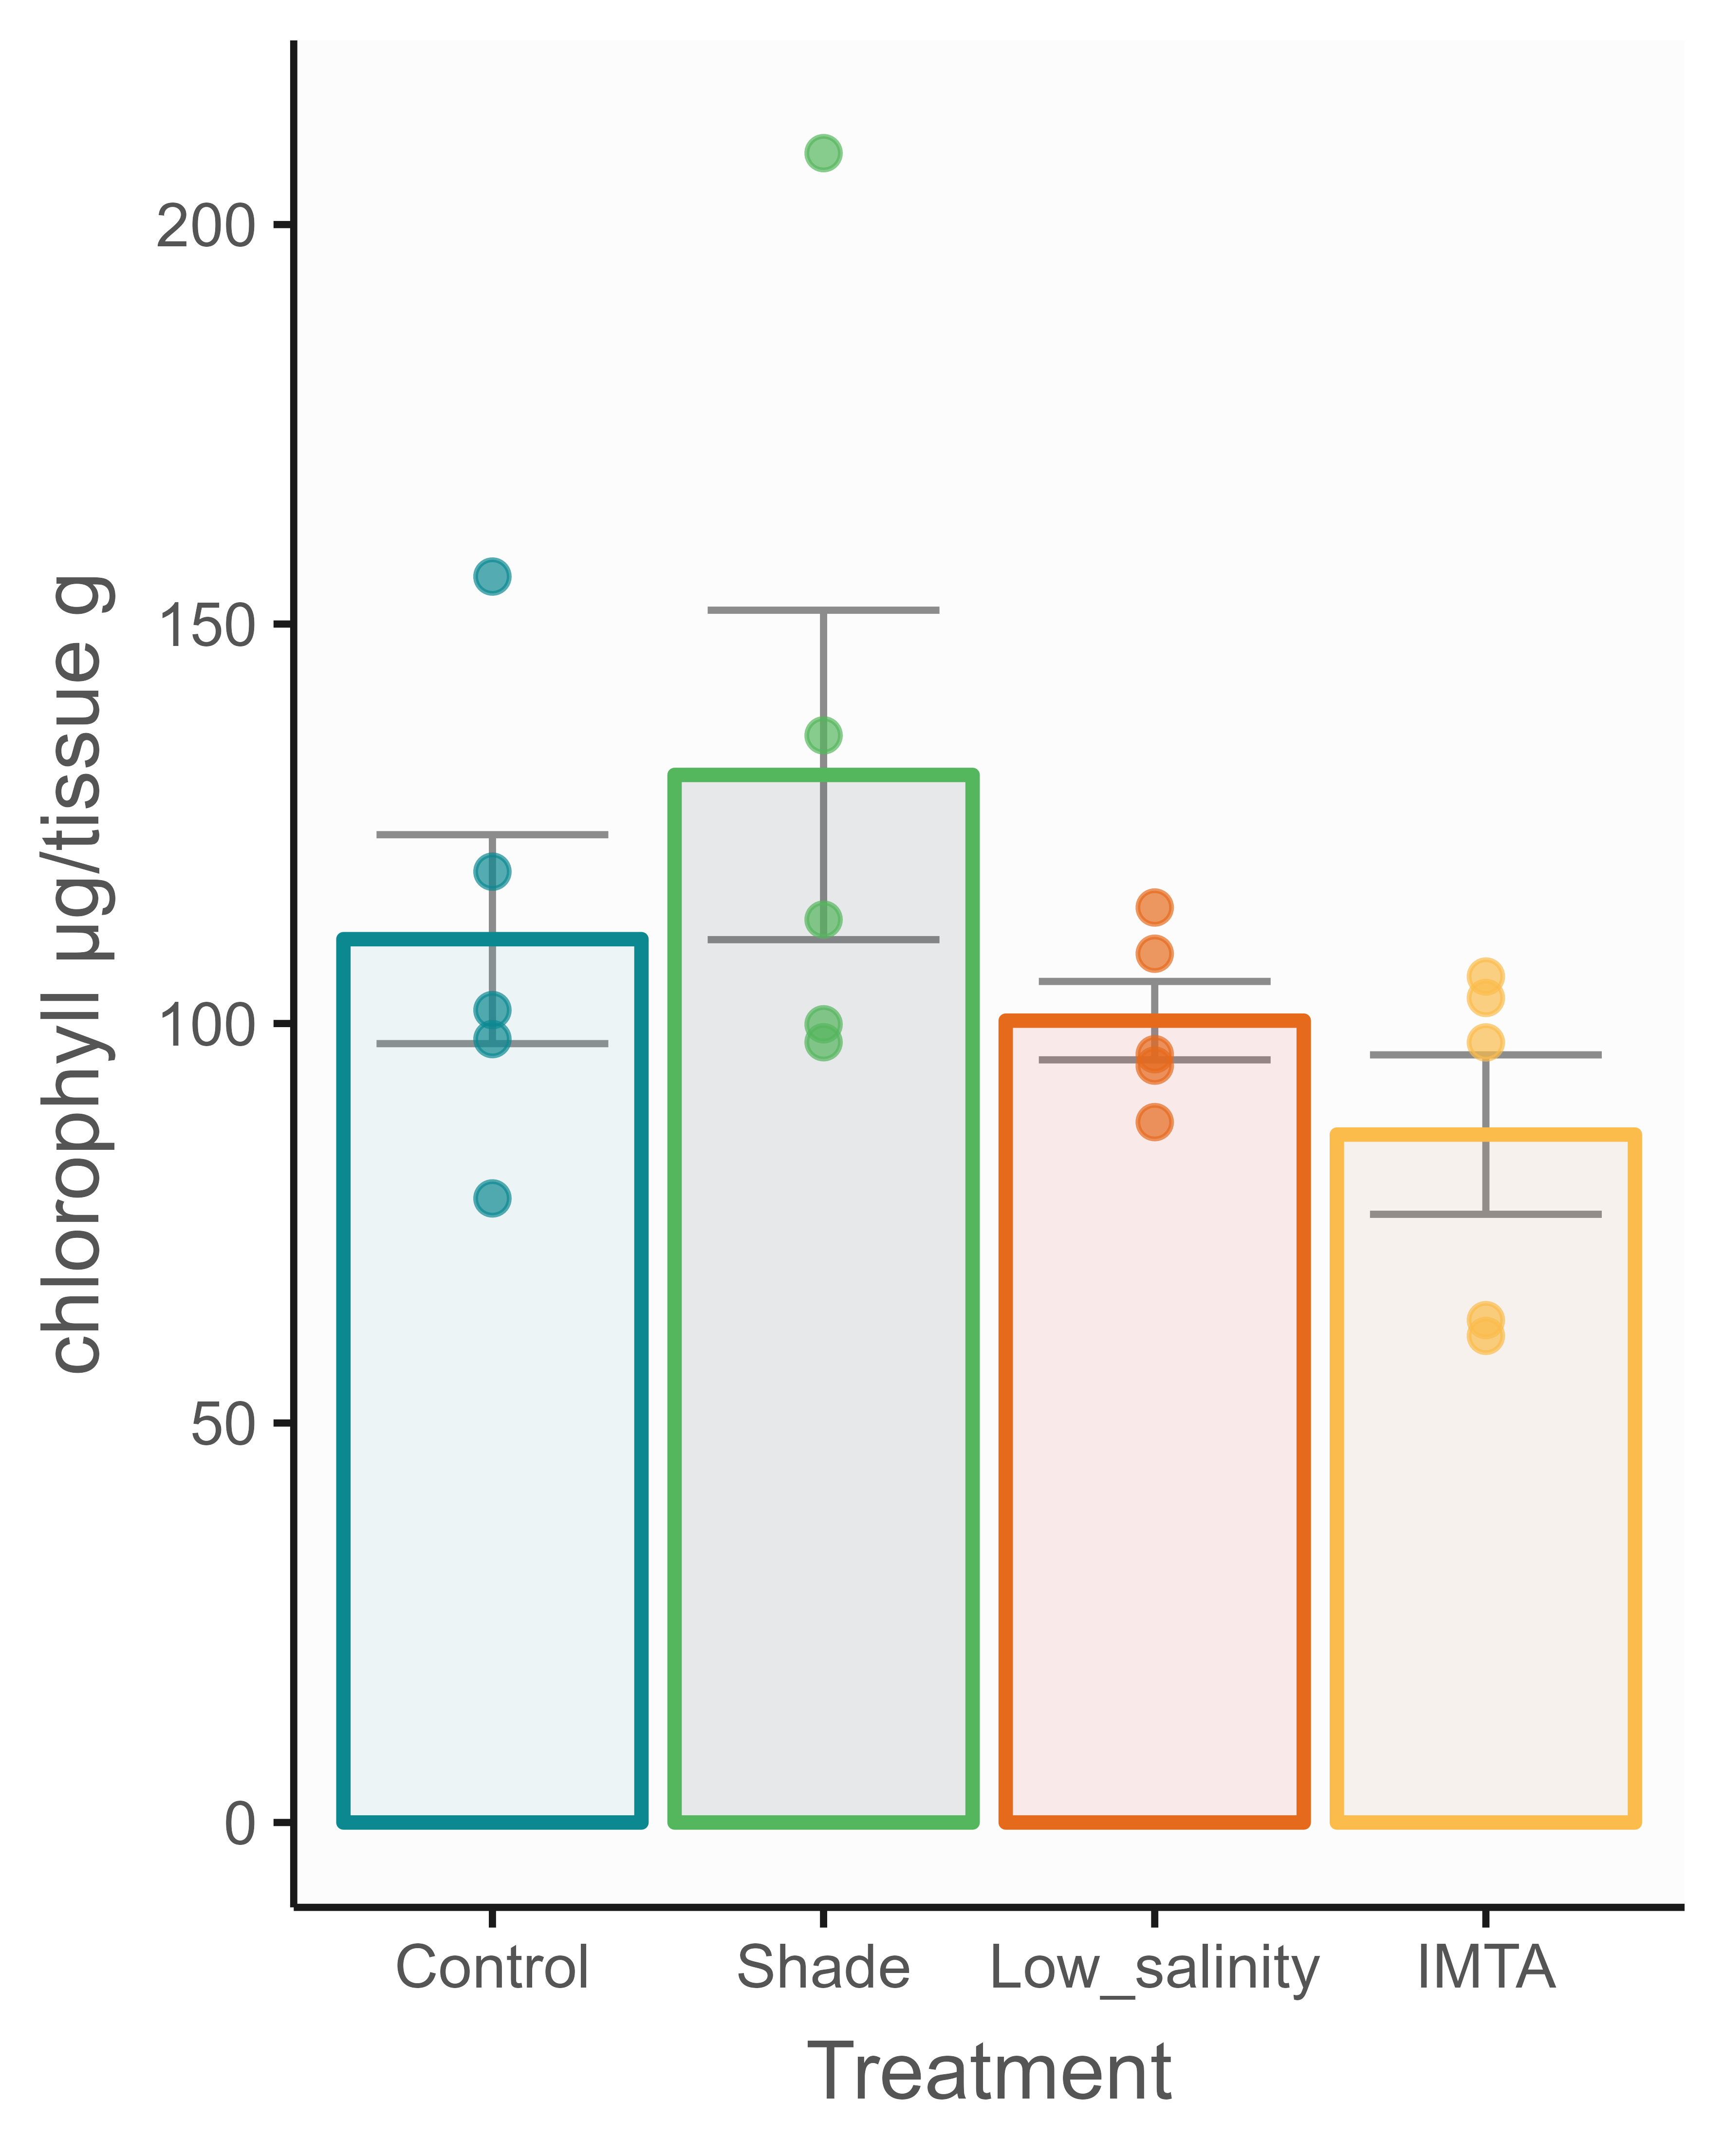 chlorophyll µg/tissue g
200
150
100
50
0
Control Shade Low_salinity IMTA
Treatment